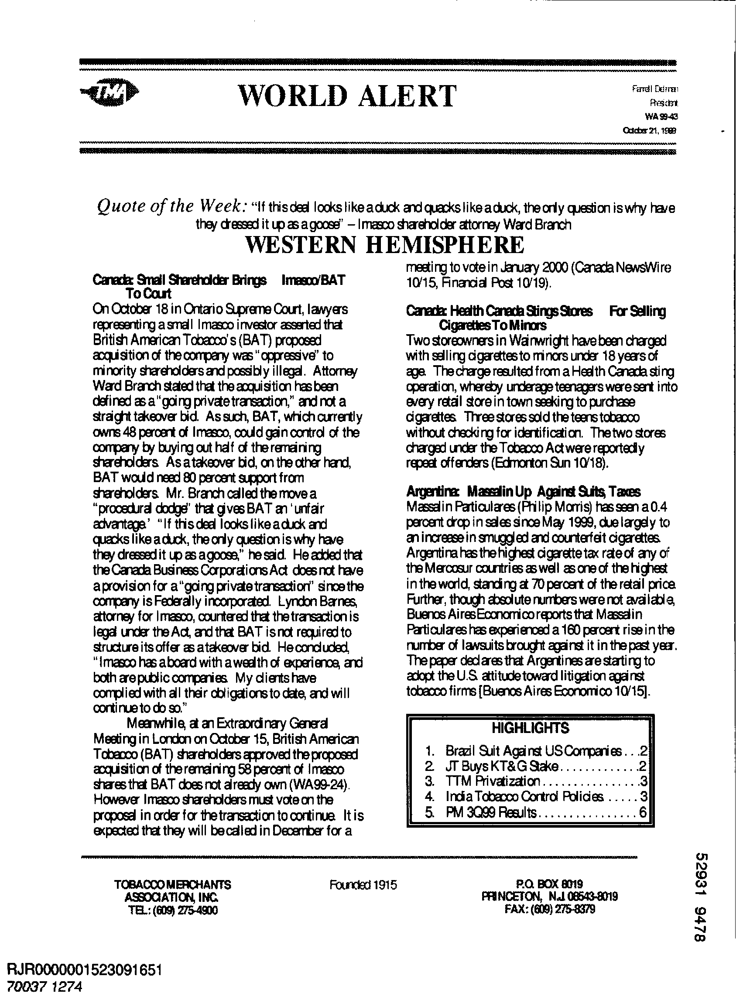 TMA
WORLD ALERT
Farrell Delman
President
WA 99-43
October 21, 1999
Quote of the Week: "If this deal looks like a duck and quacks like a duck, the only question is why have
they dressed it up as a goose" – Imasco shareholder attorney Ward Branch
WESTERN HEMISPHERE
Canada: Small Shareholder Brings Imasco/BAT
To Court
On October 18 in Ontario Supreme Court, lawyers
representing a small Imasco investor asserted that
British American Tobacco's (BAT) proposed
acquisition of the company was "oppressive" to
minority shareholders and possibly illegal. Attorney
Ward Branch stated that the acquisition has been
defined as a "going private transaction," and not a
straight takeover bid. As such, BAT, which currently
owns 48 percent of Imasco, could gain control of the
company by buying out half of the remaining
shareholders. As a takeover bid, on the other hand,
BAT would need 80 percent support from
shareholders. Mr. Branch called the move a
"procedural dodge" that gives BAT an 'unfair
advantage.' "If this deal looks like a duck and
quacks like a duck, the only question is why have
they dressed it up as a goose," he said. He added that
the Canada Business Corporations Act does not have
a provision for a "going private transaction" since the
company is Federally incorporated. Lyndon Barnes,
attorney for Imasco, countered that the transaction is
legal under the Act, and that BAT is not required to
structure its offer as a takeover bid. He concluded,
"Imasco has a board with a wealth of experience, and
both are public companies. My clients have
complied with all their obligations to date, and will
continue to do so."
Meanwhile, at an Extraordinary General
Meeting in London on October 15, British American
Tobacco (BAT) shareholders approved the proposed
acquisition of the remaining 58 percent of Imasco
shares that BAT does not already own (WA99-24).
However Imasco shareholders must vote on the
proposal in order for the transaction to continue. It is
expected that they will be called in December for a
meeting to vote in January 2000 (Canada NewsWire
10/15, Financial Post 10/19).
Canada: Health Canada Stings Stores For Selling
Cigarettes To Minors
Two storeowners in Wainwright have been charged
with selling cigarettes to minors under 18 years of
age. The charge resulted from a Health Canada sting
operation, whereby underage teenagers were sent into
every retail store in town seeking to purchase
cigarettes. Three stores sold the teens tobacco
without checking for identification. The two stores
charged under the Tobacco Act were reportedly
repeat offenders (Edmonton Sun 10/18).
Argentina: Massalin Up Against Suits, Taxes
Massalin Particulares (Philip Morris) has seen a 0.4
percent drop in sales since May 1999, due largely to
an increase in smuggled and counterfeit cigarettes.
Argentina has the highest cigarette tax rate of any of
the Mercosur countries as well as one of the highest
in the world, standing at 70 percent of the retail price.
Further, though absolute numbers were not available,
Buenos Aires Economico reports that Massalin
Particulares has experienced a 160 percent rise in the
number of lawsuits brought against it in the past year.
The paper declares that Argentines are starting to
adopt the U.S. attitude toward litigation against
tobacco firms [Buenos Aires Economico 10/15].
HIGHLIGHTS
1. Brazil Suit Against US Companies . . . 2
2. JT Buys KT&G Stake . . . . . . . . . . . . . 2
3. TTM Privatization . . . . . . . . . . . . . . . 3
4. India Tobacco Control Policies . . . . . 3
5. PM 3Q99 Results . . . . . . . . . . . . . . . . 6
TOBACCO MERCHANTS
ASSOCIATION, INC.
TEL: (609) 275-4900
Founded 1915
P.O. BOX 8019
PRINCETON, N.J. 08543-8019
FAX: (609) 275-8379
52931 9478
RJR0000001523091651
70037 1274